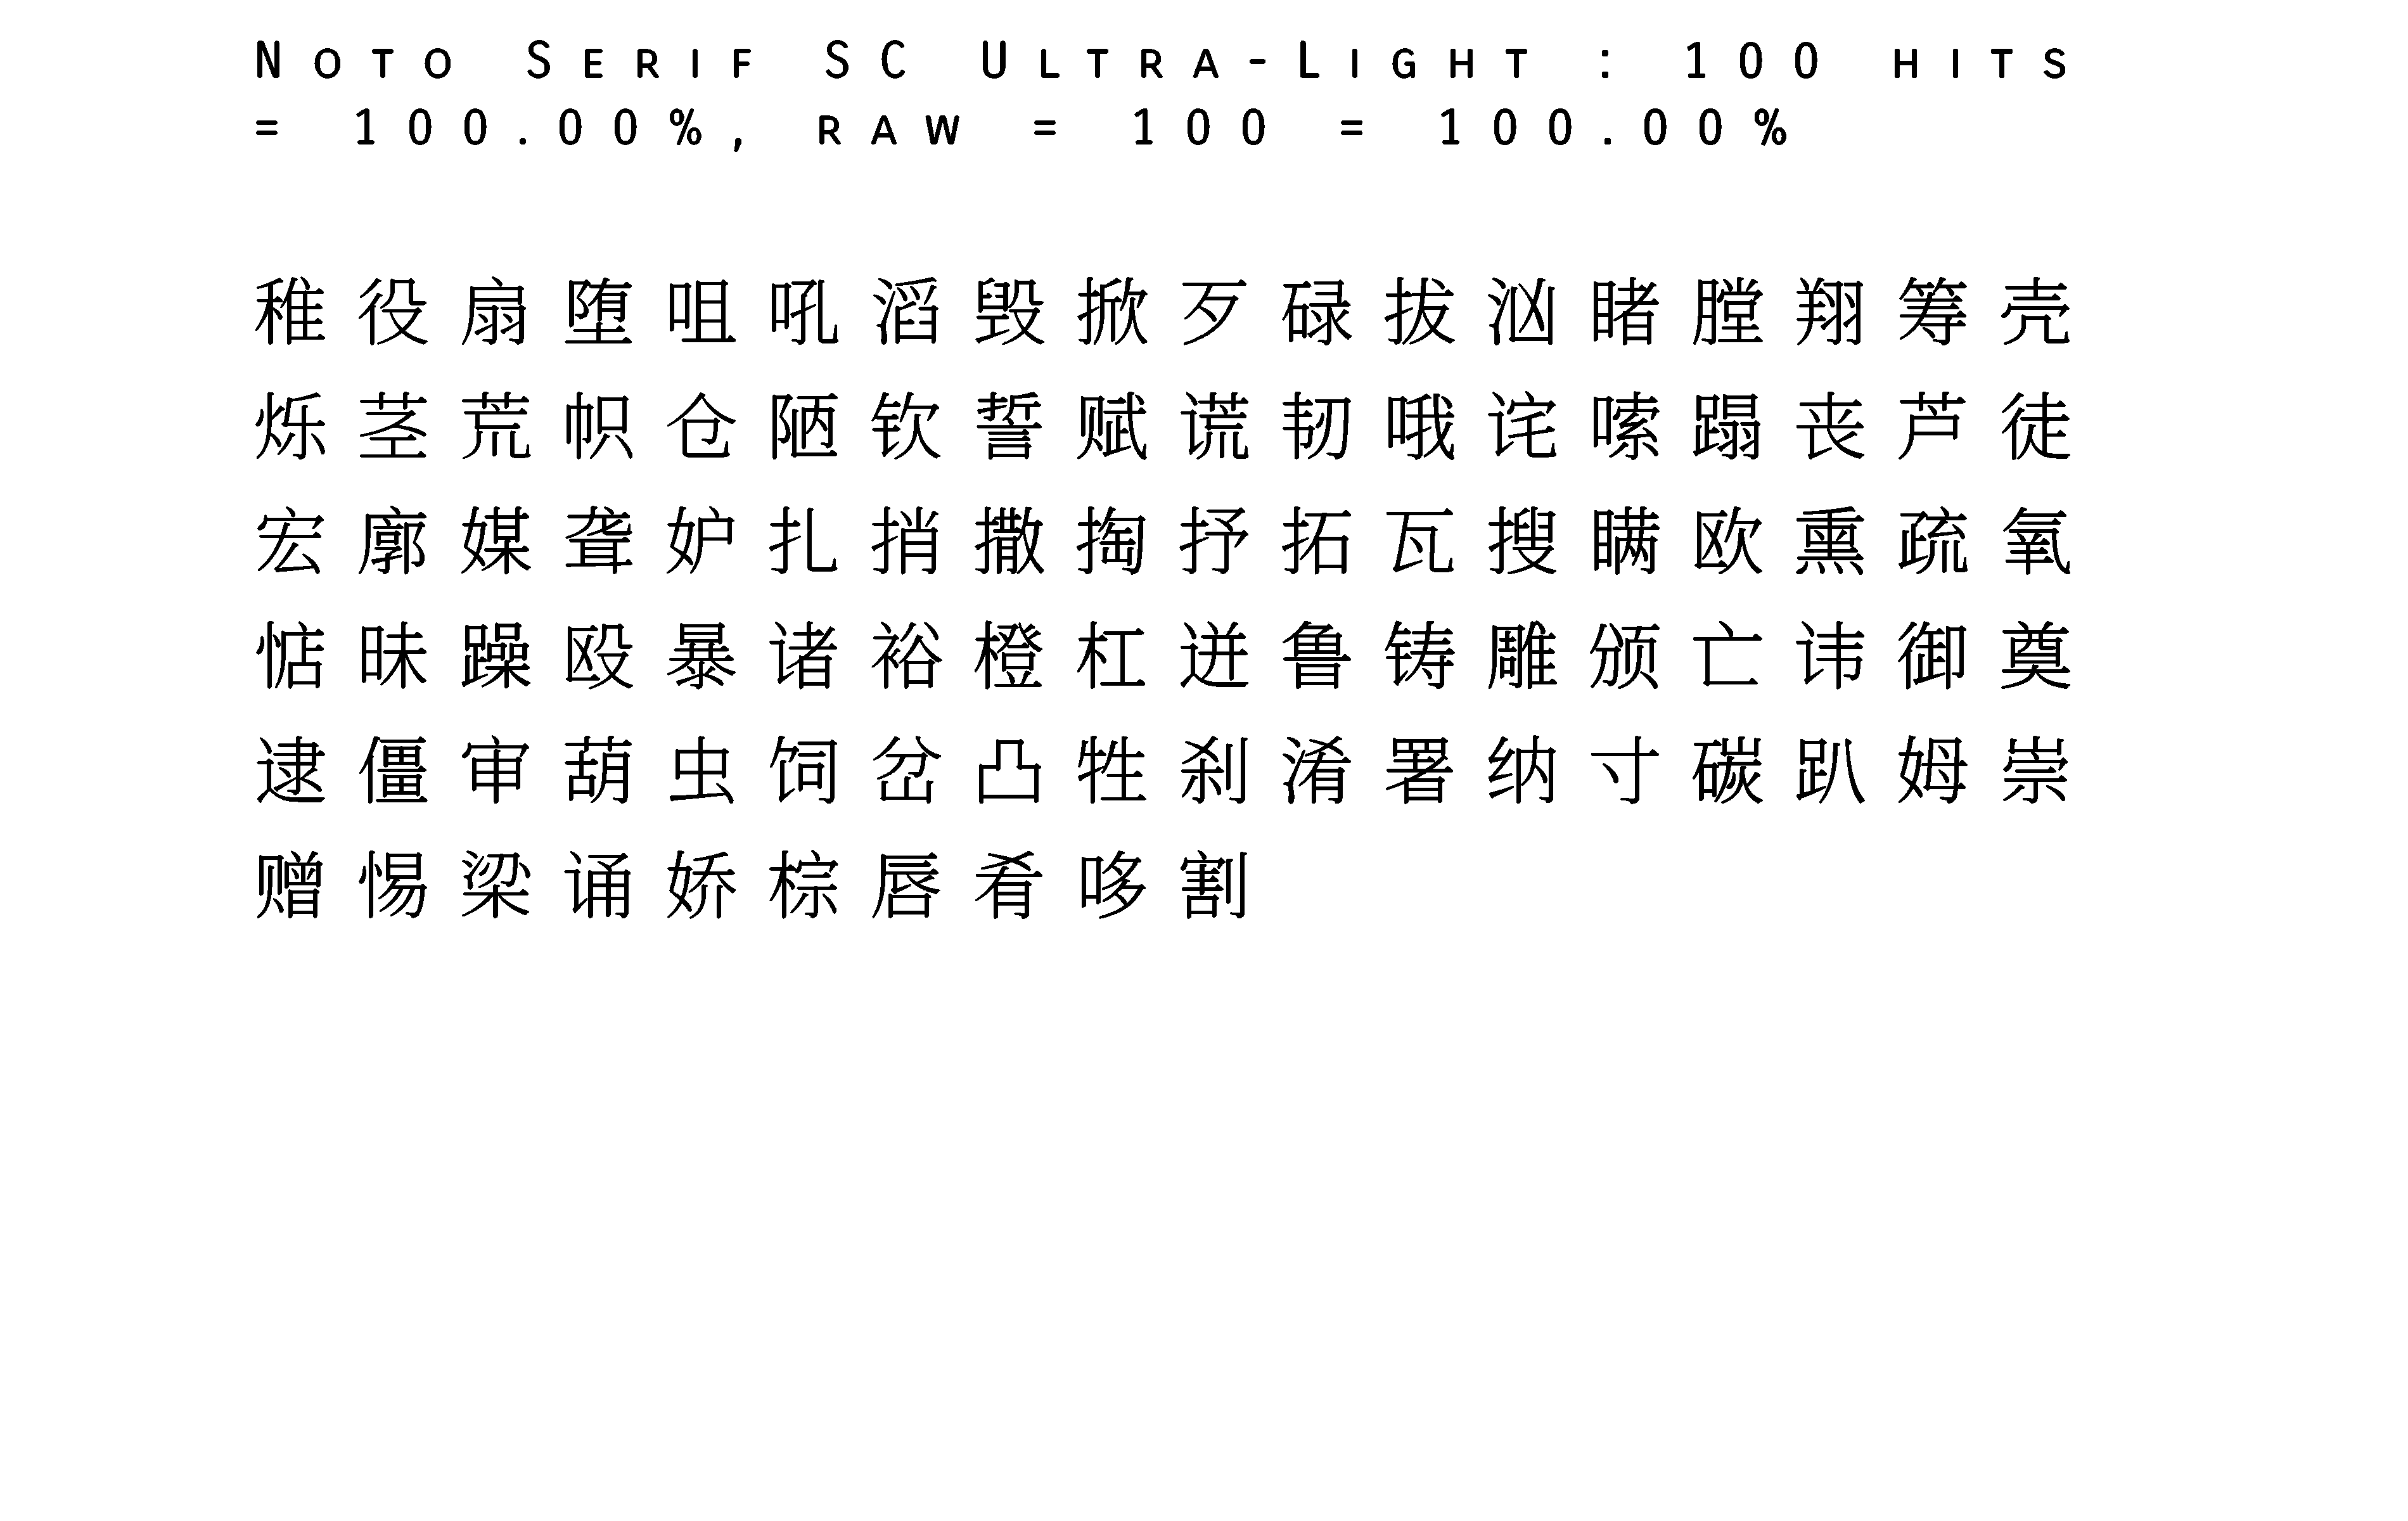 Noto Serif SC Ultra-Light : 100 hits
= 100.00%, raw = 100 = 100.00%
稚役扇堕咀吼滔毁掀歹碌拔汹睹膛翔筹壳
烁茎荒帜仓陋钦誓赋谎韧哦诧嗦蹋丧芦徒
宏廓媒聋妒扎捎撒掏抒拓瓦搜瞒欧熏疏氧
惦昧躁殴暴诸裕橙杠迸鲁铸雕颁亡讳御奠
逮僵审葫虫饲岔凸牲刹淆署纳寸碳趴姆崇
赠惕梁诵娇棕唇肴哆割